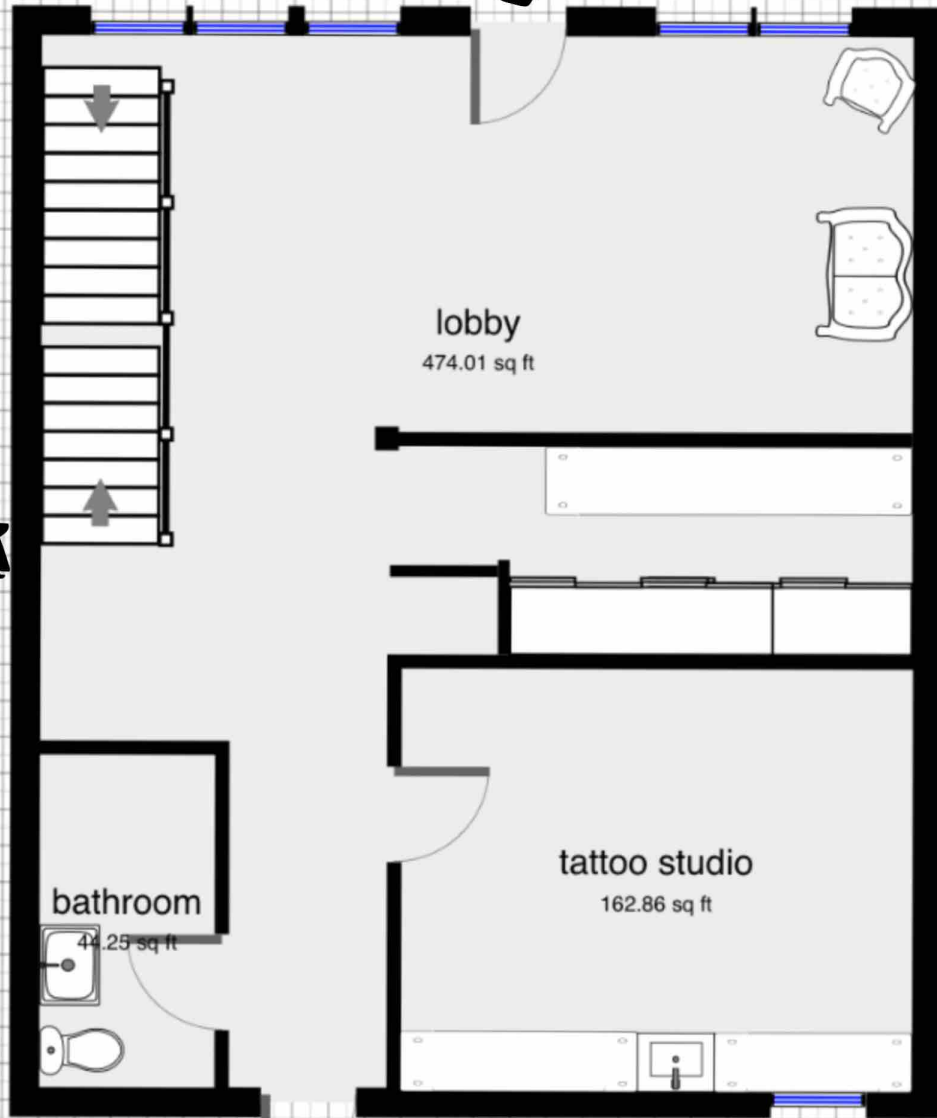 lobby
474.01 sq ft
tattoo studio
162.86 sq ft
bathroom
44.25 sq ft